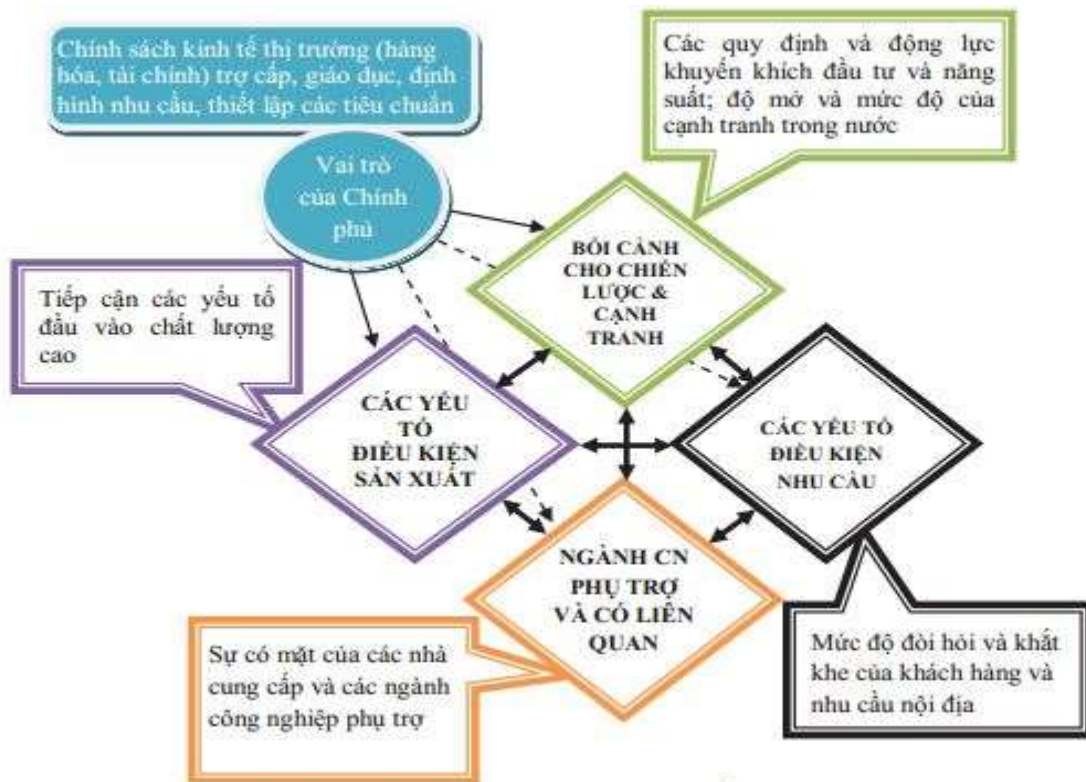 Chính sách kinh tế thị trường (hàng
hóa, tài chính) trợ cấp, giáo dục, định
hình nhu cầu, thiết lập các tiêu chuẩn
Các quy định và động lực
khuyến khích đầu tư và năng
suất; độ mở và mức độ của
cạnh tranh trong nước
Vai trò
của Chính
phủ
BỐI CẢNH
CHO CHIẾN
LƯỢC &
CẠNH
TRANH
Tiếp cận các yếu tố
đầu vào chất lượng
cao
CÁC YẾU
TỐ
ĐIỀU KIỆN
SẢN XUẤT
CÁC YẾU TỐ
ĐIỀU KIỆN
NHU CẦU
NGÀNH CN
PHỤ TRỢ
VÀ CÓ LIÊN
QUAN
Sự có mặt của các nhà
cung cấp và các ngành
công nghiệp phụ trợ
Mức độ đòi hỏi và khắt
khe của khách hàng và
nhu cầu nội địa